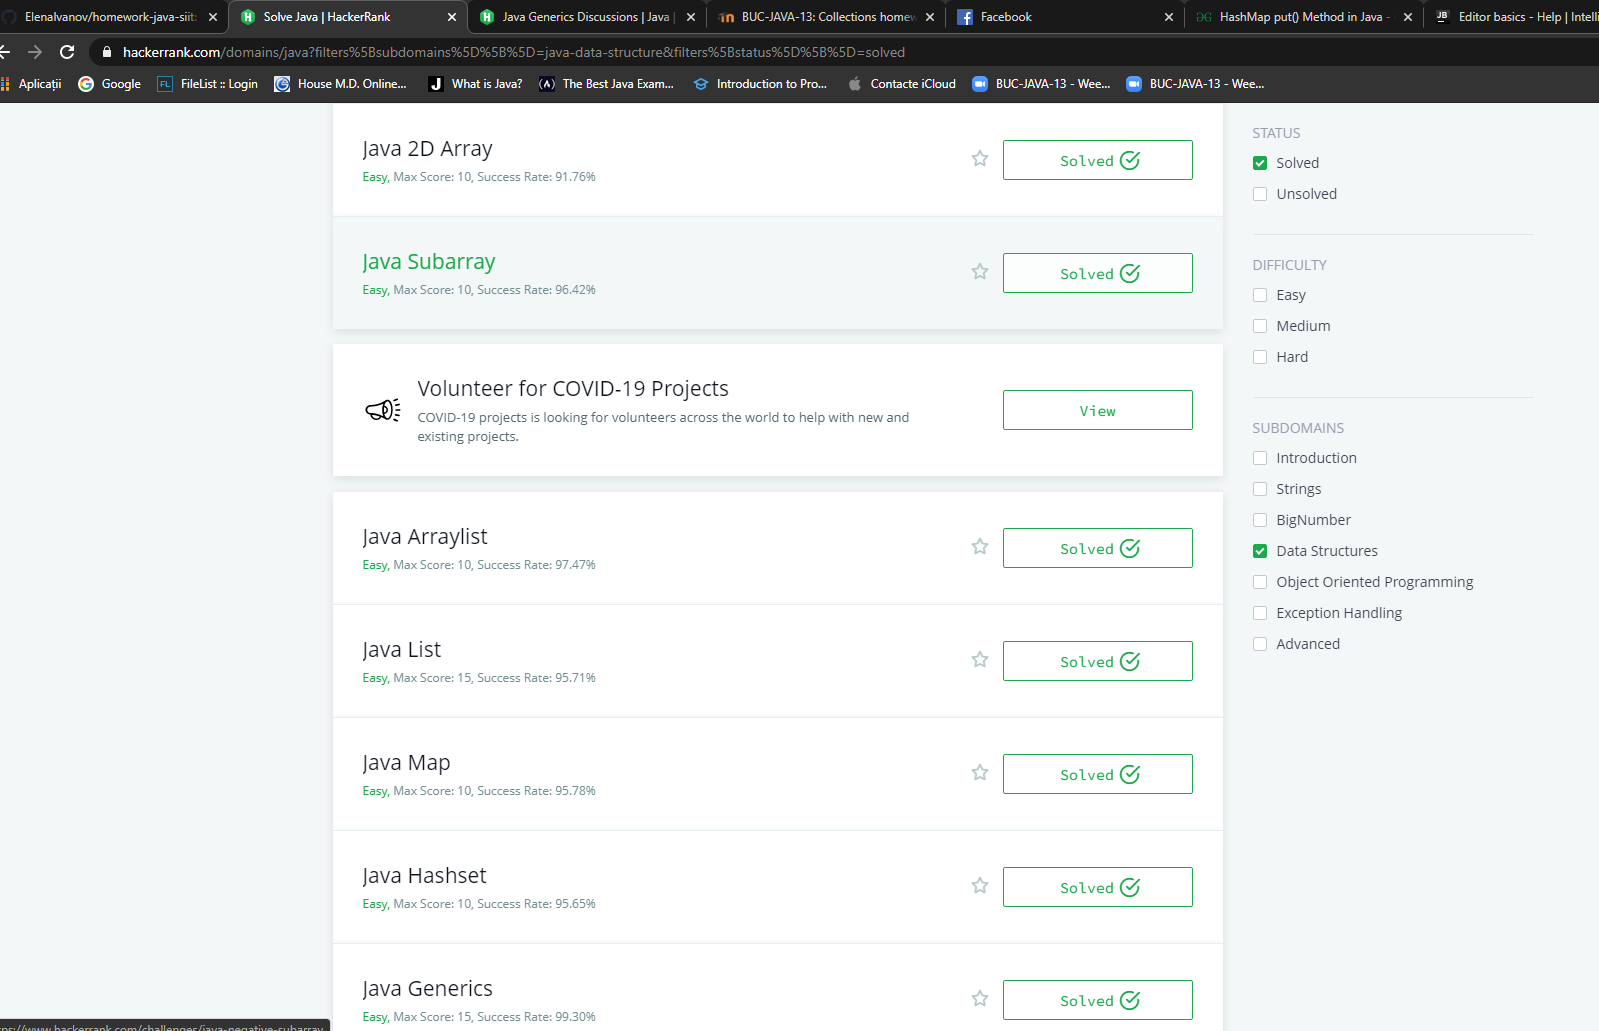 ElenaIvanov/homework-java-siit
Solve Java | HackerRank
Java Generics Discussions | Java |
BUC-JAVA-13: Collections homew
Facebook
HashMap put() Method in Java -
JB
Editor basics - Help | Intelli
hackerrank.com/domains/java?filters%5Bsubdomains%5D%5B%5D=java-data-structure&filters%5Bstatus%5D%5B%5D=solved
Aplicații
Google
FL
FileList :: Login
House M.D. Online...
J
What is Java?
(A)
The Best Java Exam...
Introduction to Pro...
Contacte iCloud
BUC-JAVA-13 - Wee...
BUC-JAVA-13 - Wee...
Java 2D Array
Easy, Max Score: 10, Success Rate: 91.76%
Solved
Java Subarray
Easy, Max Score: 10, Success Rate: 96.42%
Solved
Volunteer for COVID-19 Projects
COVID-19 projects is looking for volunteers across the world to help with new and
existing projects.
View
Java Arraylist
Easy, Max Score: 10, Success Rate: 97.47%
Solved
Java List
Easy, Max Score: 15, Success Rate: 95.71%
Solved
Java Map
Easy, Max Score: 10, Success Rate: 95.78%
Solved
Java Hashset
Easy, Max Score: 10, Success Rate: 95.65%
Solved
Java Generics
Easy, Max Score: 15, Success Rate: 99.30%
Solved
STATUS
Solved
Unsolved
DIFFICULTY
Easy
Medium
Hard
SUBDOMAINS
Introduction
Strings
BigNumber
Data Structures
Object Oriented Programming
Exception Handling
Advanced
ps://www.hackerrank.com/challenges/java-negative-subarray